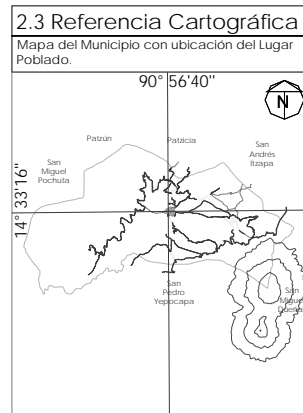 2.3 Referencia Cartográfica
Mapa del Municipio con ubicación del Lugar
Poblado.
90° 56'40"
N
Patzún
Patzicia
San
Andrés
Itzapa
San
Miguel
Pochuta
14° 33'16"
San
Pedro
Yepocapa
San
Miguel
Dueñas